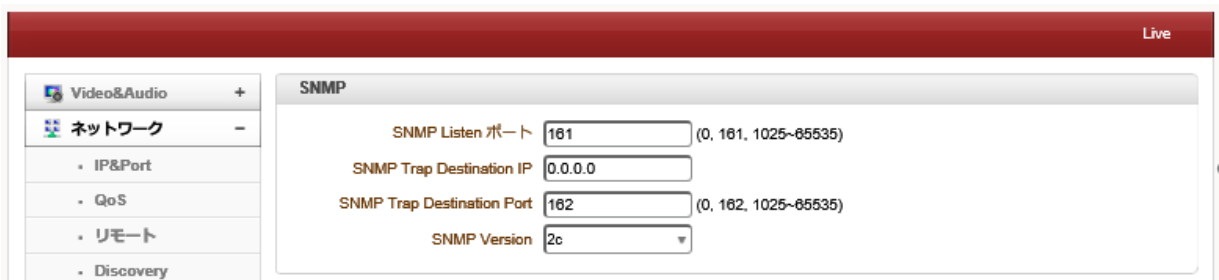 Live
Video&Audio +
ネットワーク -
• IP&Port
• QoS
• リモート
• Discovery
SNMP
SNMP Listen ポート 161 (0, 161, 1025~65535)
SNMP Trap Destination IP 0.0.0.0
SNMP Trap Destination Port 162 (0, 162, 1025~65535)
SNMP Version 2c